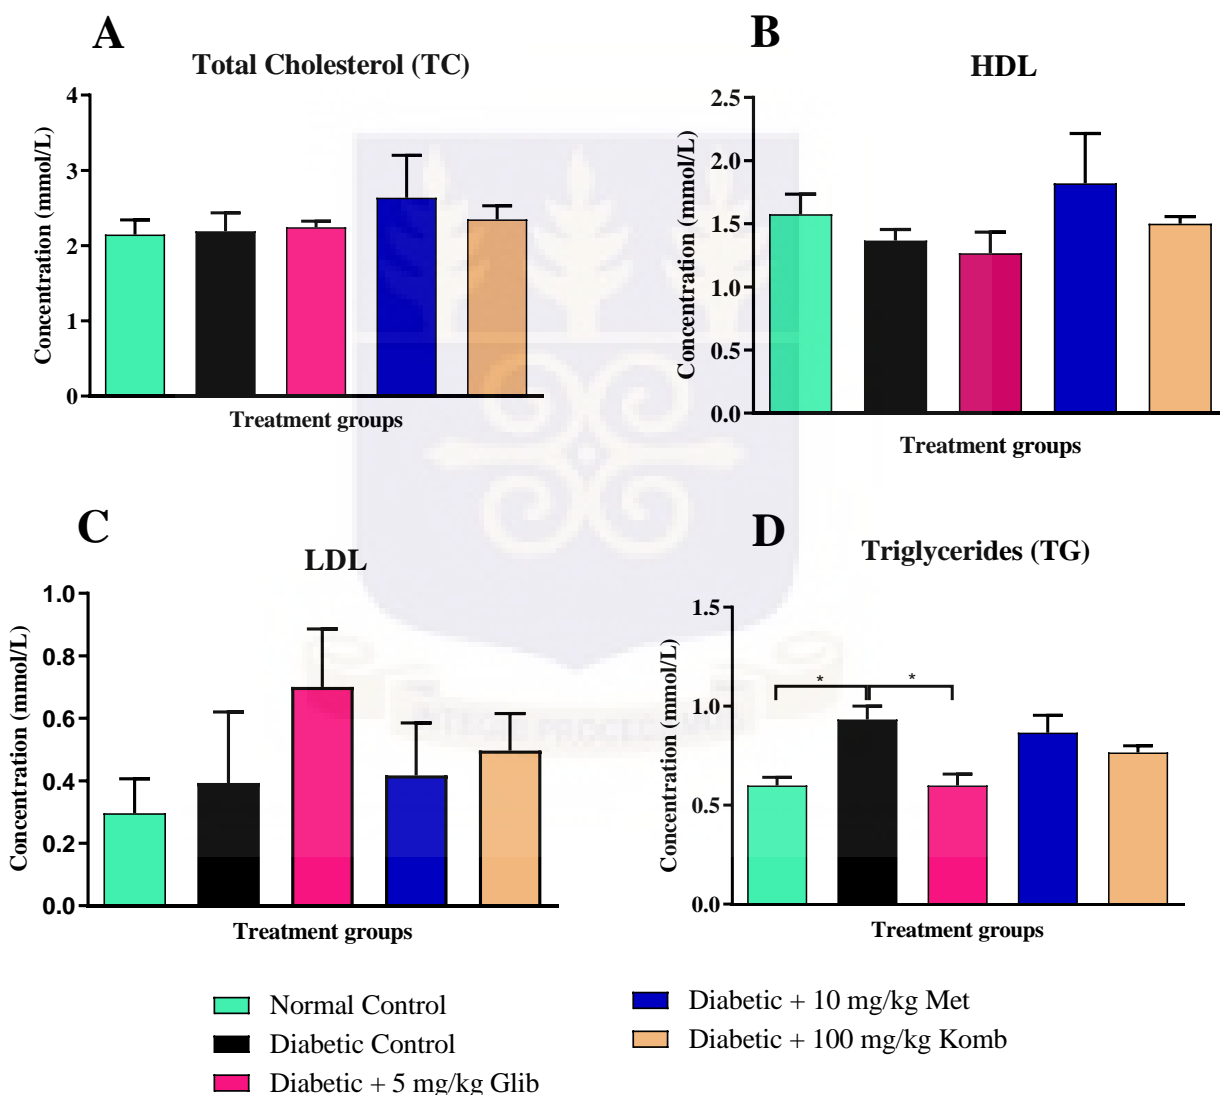 A
Total Cholesterol (TC)
Concentration (mmol/L)
4
3
2
1
0
Treatment groups
B
HDL
Concentration (mmol/L)
2.5
2.0
1.5
1.0
0.5
0.0
Treatment groups
C
LDL
Concentration (mmol/L)
1.0
0.8
0.6
0.4
0.2
0.0
Treatment groups
D
Triglycerides (TG)
Concentration (mmol/L)
1.5
1.0
0.5
0.0
* *
Treatment groups
Normal Control
Diabetic Control
Diabetic + 5 mg/kg Glib
Diabetic + 10 mg/kg Met
Diabetic + 100 mg/kg Komb